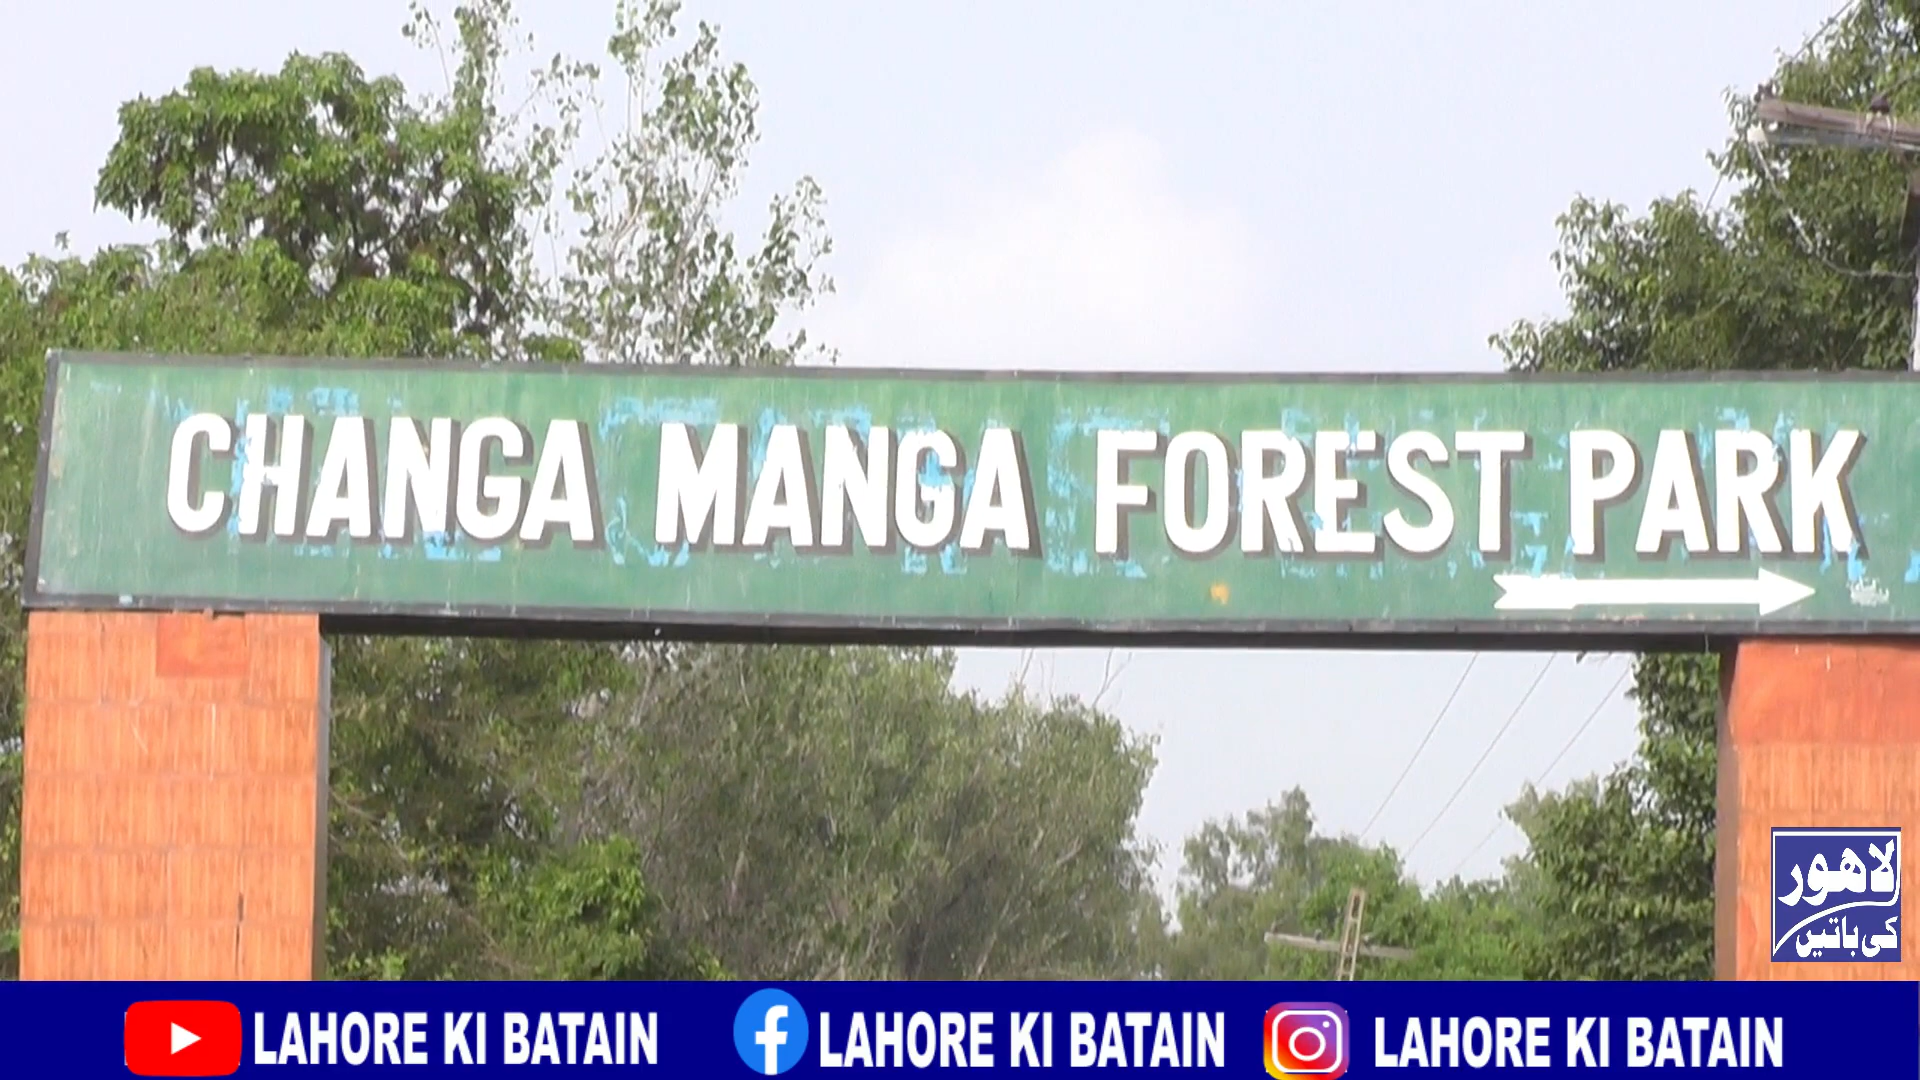 CHANGA MANGA FOREST PARK
لاهور
کی باتیں
LAHORE KI BATAIN LAHORE KI BATAIN LAHORE KI BATAIN